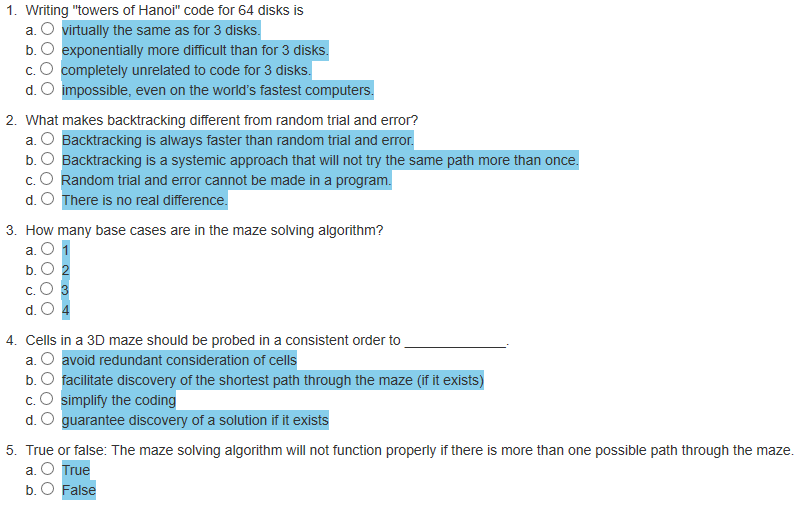 1. Writing "towers of Hanoi" code for 64 disks is
a. virtually the same as for 3 disks.
b. exponentially more difficult than for 3 disks.
c. completely unrelated to code for 3 disks.
d. impossible, even on the world's fastest computers.
2. What makes backtracking different from random trial and error?
a. Backtracking is always faster than random trial and error.
b. Backtracking is a systemic approach that will not try the same path more than once.
c. Random trial and error cannot be made in a program.
d. There is no real difference.
3. How many base cases are in the maze solving algorithm?
a. 1
b. 2
c. 3
d. 4
4. Cells in a 3D maze should be probed in a consistent order to ______________.
a. avoid redundant consideration of cells
b. facilitate discovery of the shortest path through the maze (if it exists)
c. simplify the coding
d. guarantee discovery of a solution if it exists
5. True or false: The maze solving algorithm will not function properly if there is more than one possible path through the maze.
a. True
b. False